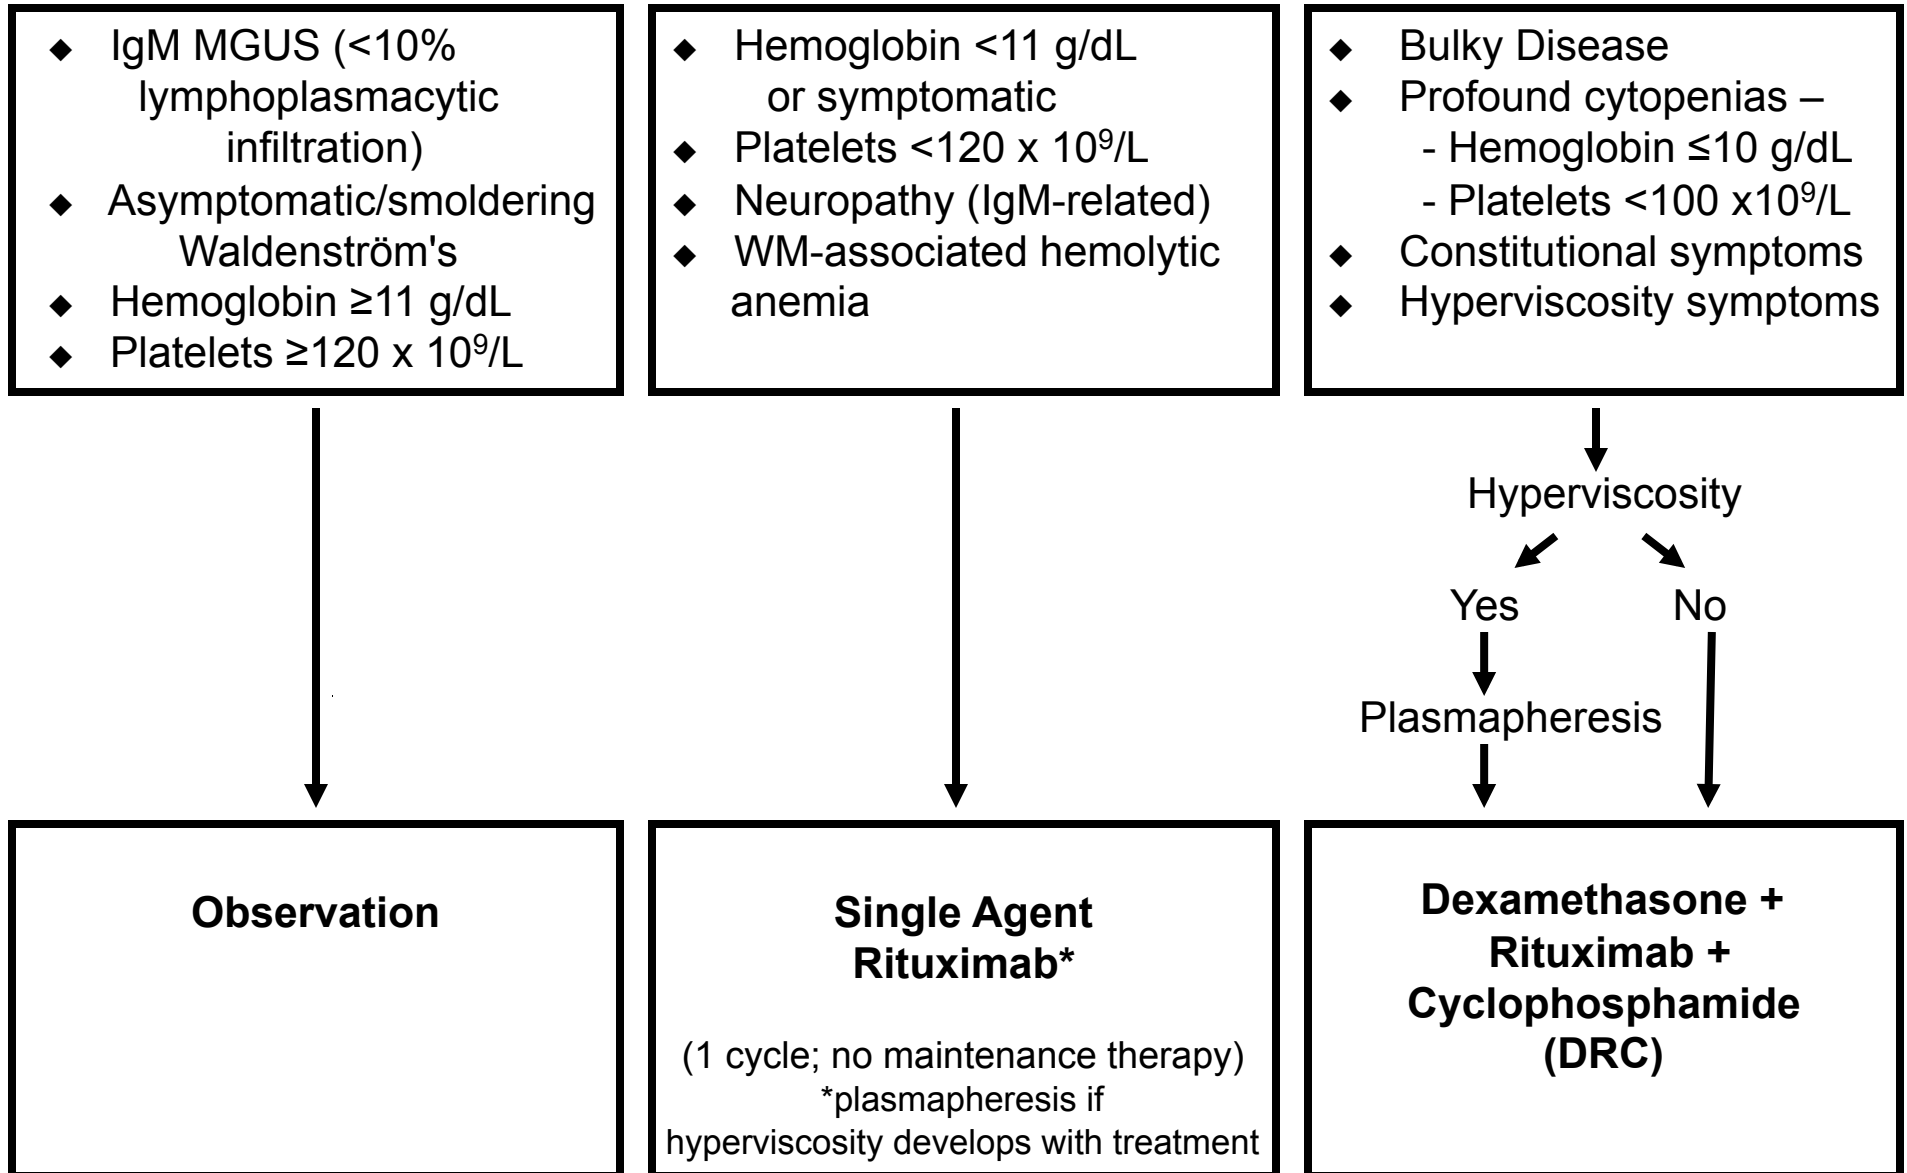 ◆ IgM MGUS (<10%
lymphoplasmacytic
infiltration)
◆ Asymptomatic/smoldering
Waldenström's
◆ Hemoglobin ≥11 g/dL
◆ Platelets ≥120 x 10⁹/L
◆ Hemoglobin <11 g/dL
or symptomatic
◆ Platelets <120 x 10⁹/L
◆ Neuropathy (IgM-related)
◆ WM-associated hemolytic
anemia
◆ Bulky Disease
◆ Profound cytopenias –
- Hemoglobin ≤10 g/dL
- Platelets <100 x10⁹/L
◆ Constitutional symptoms
◆ Hyperviscosity symptoms
Hyperviscosity
Yes No
Plasmapheresis
Observation
Single Agent
Rituximab*
(1 cycle; no maintenance therapy)
*plasmapheresis if
hyperviscosity develops with treatment
Dexamethasone +
Rituximab +
Cyclophosphamide
(DRC)